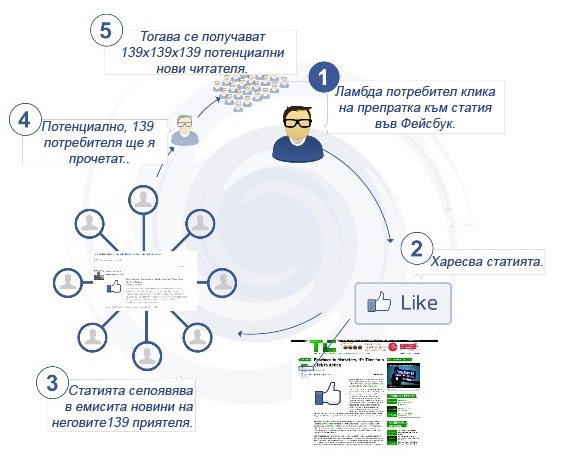 1
Ламбда потребител клика
на препратка към статия
във Фейсбук.
2
Харесва статията.
Like
3
Статията сепоявява
в емисита новини на
неговите139 приятеля.
4
Потенциално, 139
потребителя ще я
прочетат..
5
Тогава се получават
139x139x139 потенциални
нови читателя.